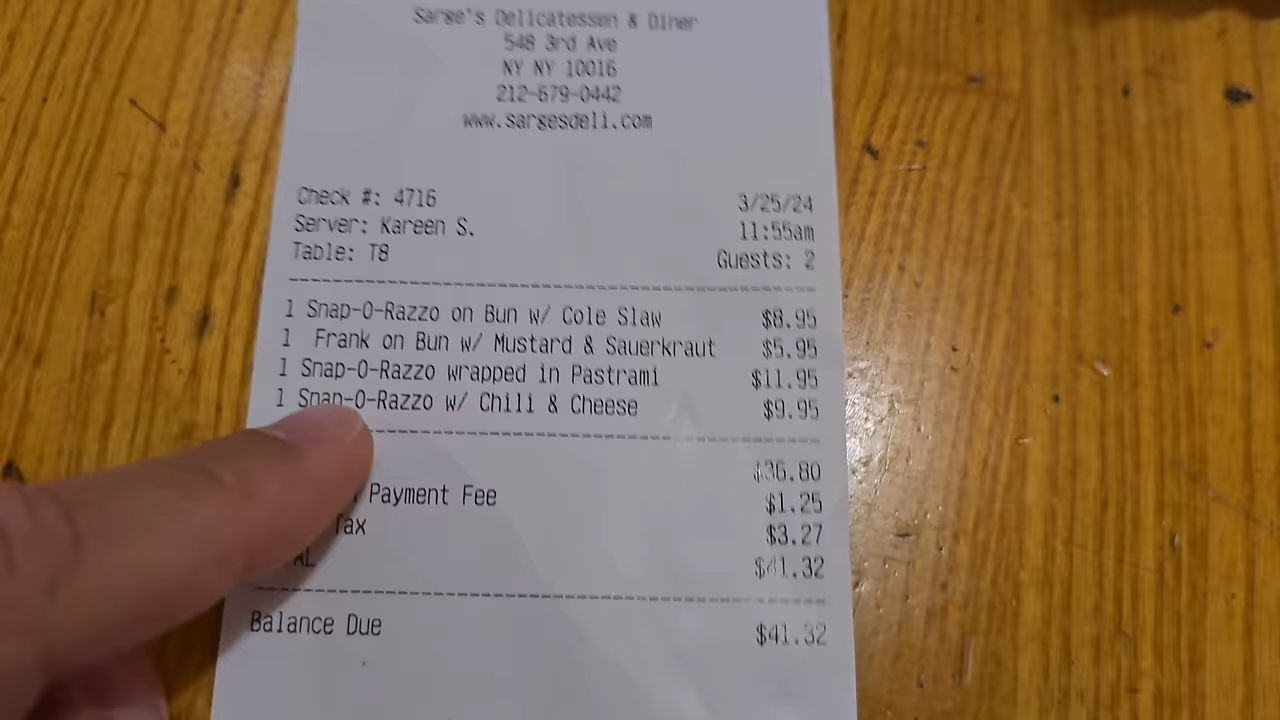 Sarge's Delicatessen & Diner
548 3rd Ave
NY NY 10016
212-679-0442
www.sargesdeli.com
Check #: 4716 3/25/24
Server: Kareen S. 11:55am
Table: T8 Guests: 2
1 Snap-O-Razzo on Bun w/ Cole Slaw $8.95
1 Frank on Bun w/ Mustard & Sauerkraut $5.95
1 Snap-O-Razzo wrapped in Pastrami $11.95
1 Snap-O-Razzo w/ Chili & Cheese $9.95
$36.80
Payment Fee $1.25
Tax $3.27
$41.32
Balance Due $41.32